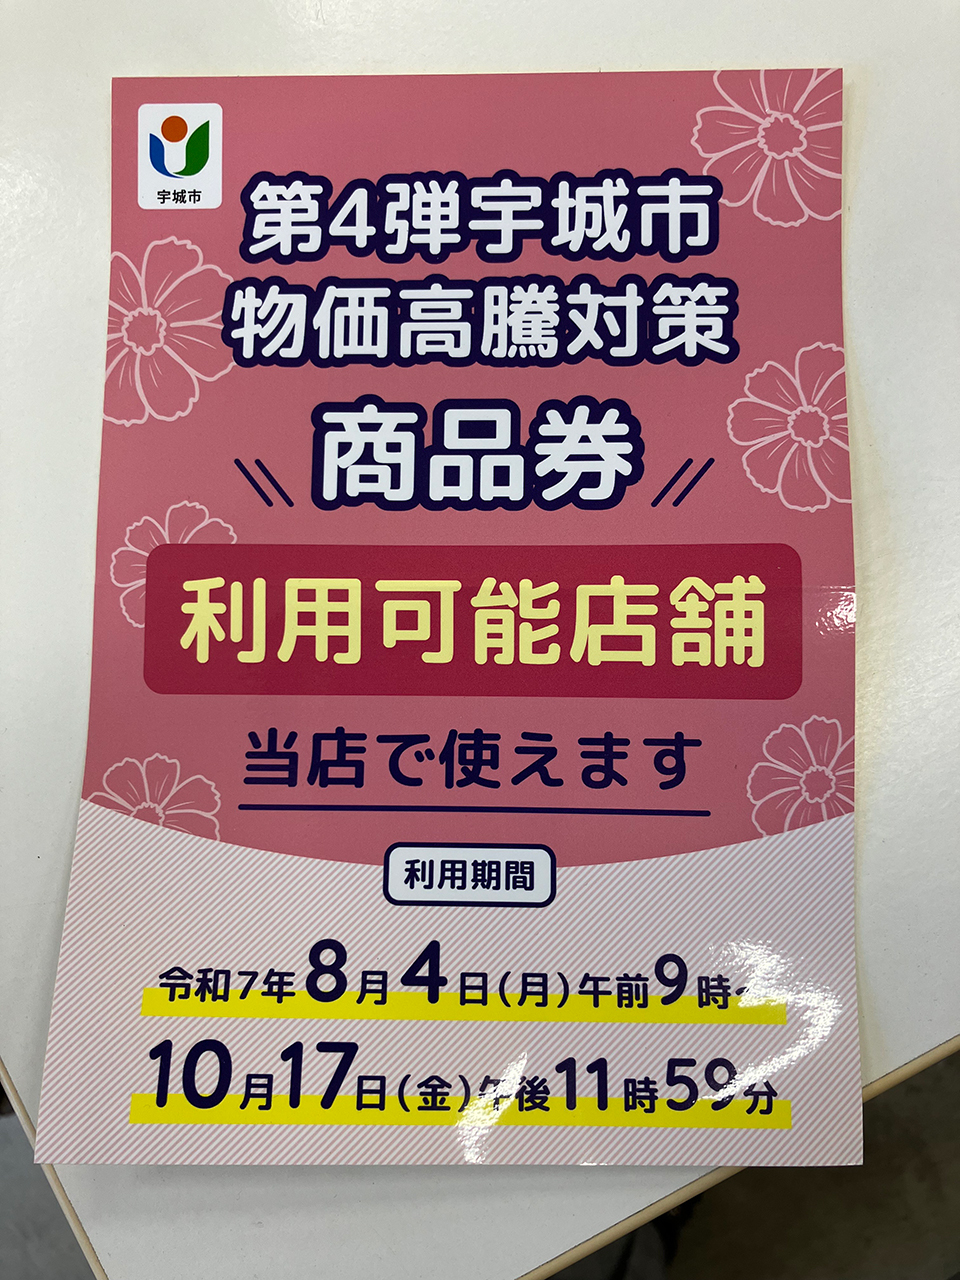 宇城市
第4弾宇城市
物価高騰対策
商品券
利用可能店舗
当店で使えます
利用期間
令和7年8月4日(月)午前9時～
10月17日(金)午後11時59分